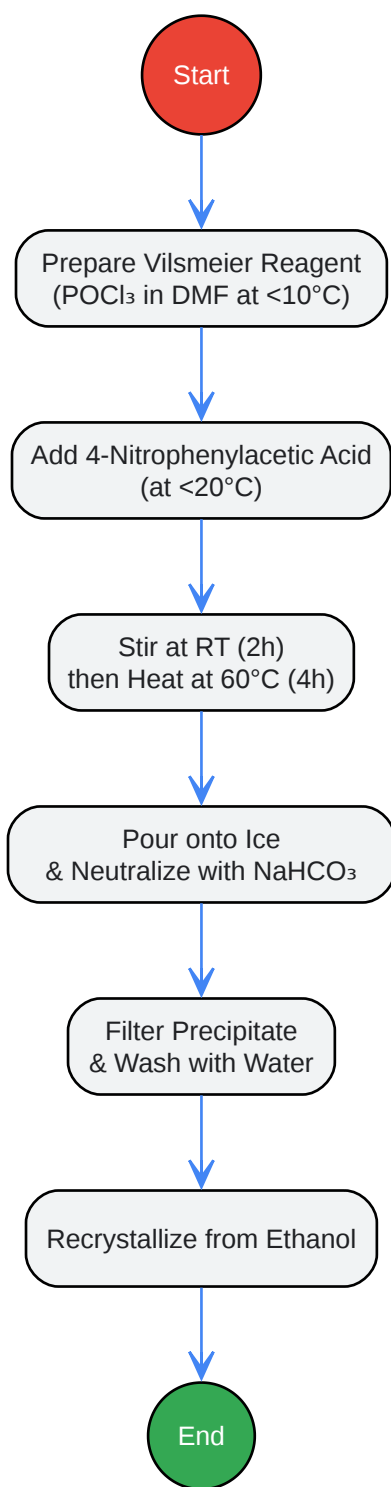 Start
Prepare Vilsmeier Reagent
(POCl₃ in DMF at <10°C)
Add 4-Nitrophenylacetic Acid
(at <20°C)
Stir at RT (2h)
then Heat at 60°C (4h)
Pour onto Ice
& Neutralize with NaHCO₃
Filter Precipitate
& Wash with Water
Recrystallize from Ethanol
End